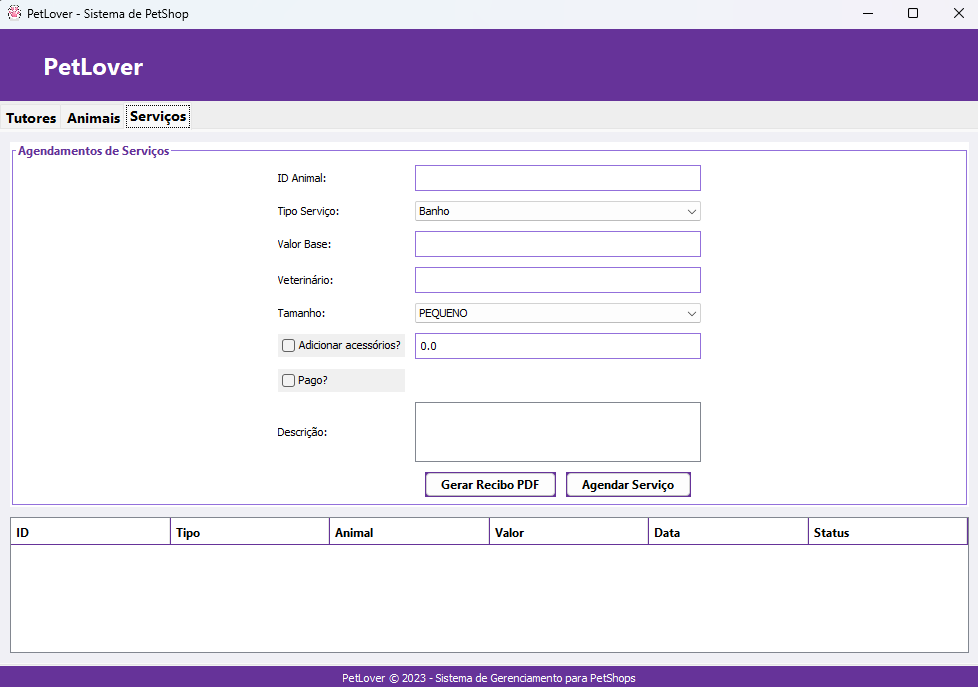 PetLover - Sistema de PetShop
PetLover
Tutores Animais Serviços
Agendamentos de Serviços
ID Animal:
Tipo Serviço: Banho
Valor Base:
Veterinário:
Tamanho: PEQUENO
Adicionar acessórios? 0.0
Pago?
Descrição:
Gerar Recibo PDF Agendar Serviço
ID Tipo Animal Valor Data Status
PetLover © 2023 - Sistema de Gerenciamento para PetShops